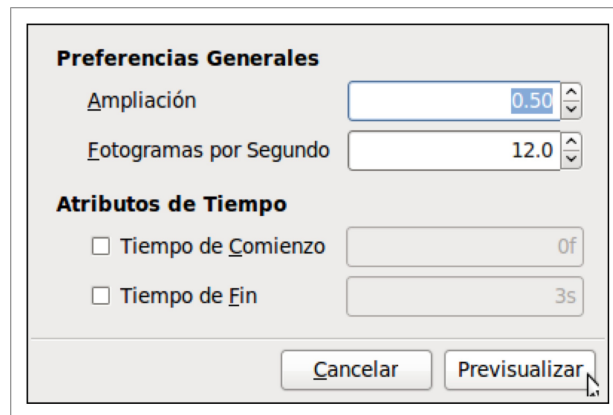 Preferencias Generales
Ampliación 0.50
Fotogramas por Segundo 12.0
Atributos de Tiempo
Tiempo de Comienzo 0f
Tiempo de Fin 3s
Cancelar Previsualizar